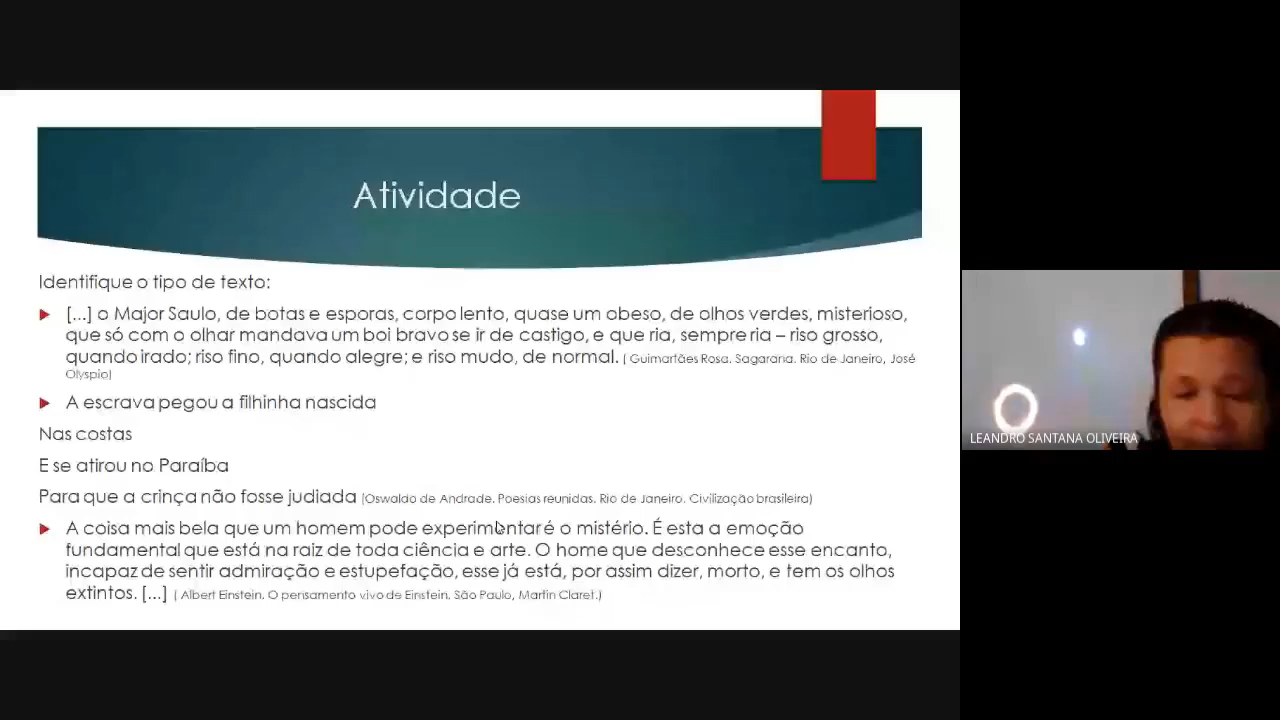 Atividade
Identifique o tipo de texto:
[...] o Major Saulo, de botas e esporas, corpo lento, quase um obeso, de olhos verdes, misterioso,
que só com o olhar mandava um boi bravo se ir de castigo, e que ria, sempre ria – riso grosso,
quando irado; riso fino, quando alegre; e riso mudo, de normal. ( Guimartães Rosa. Sagarana. Rio de Janeiro, José
Olyspio)
A escrava pegou a filhinha nascida
Nas costas
E se atirou no Paraíba
Para que a crinça não fosse judiada (Oswaldo de Andrade. Poesias reunidas. Rio de Janeiro. Civilização brasileira)
A coisa mais bela que um homem pode experimentar é o mistério. É esta a emoção
fundamental que está na raiz de toda ciência e arte. O home que desconhece esse encanto,
incapaz de sentir admiração e estupefação, esse já está, por assim dizer, morto, e tem os olhos
extintos. [...] ( Albert Einstein. O pensamento vivo de Einstein. São Paulo, Martin Claret.)
LEANDRO SANTANA OLIVEIRA